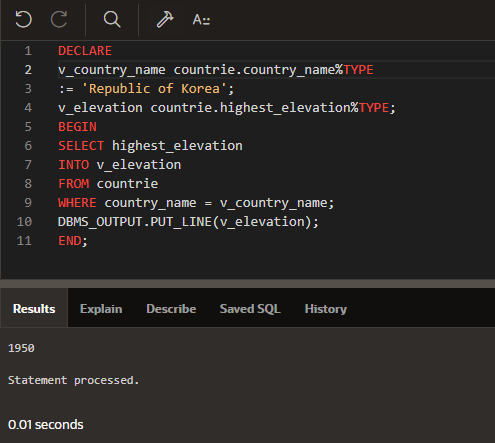 A::
1 DECLARE
2 v_country_name countrie.country_name%TYPE
3 := 'Republic of Korea';
4 v_elevation countrie.highest_elevation%TYPE;
5 BEGIN
6 SELECT highest_elevation
7 INTO v_elevation
8 FROM countrie
9 WHERE country_name = v_country_name;
10 DBMS_OUTPUT.PUT_LINE(v_elevation);
11 END;
Results Explain Describe Saved SQL History
1950
Statement processed.
0.01 seconds